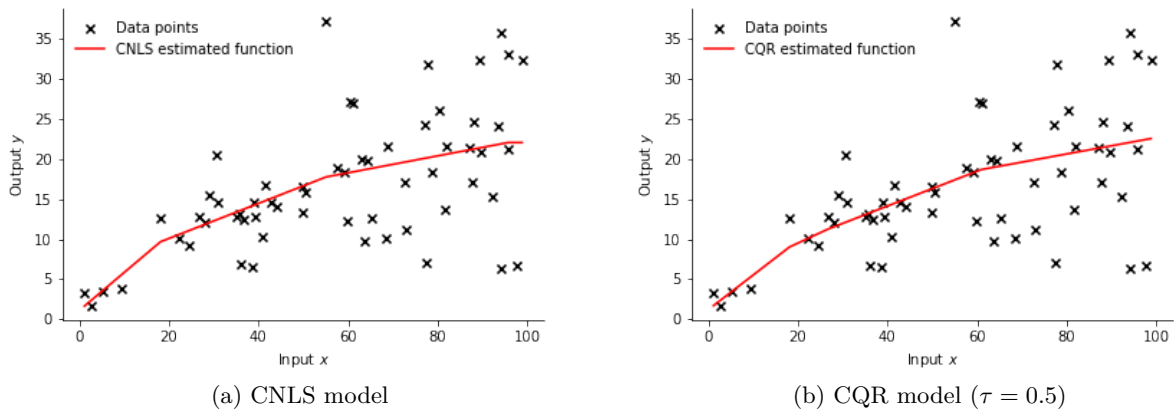 Data points
CNLS estimated function
35
30
25
20
15
10
5
0
Output y
0
20
40
60
80
100
Input x
(a) CNLS model
Data points
CQR estimated function
35
30
25
20
15
10
5
0
Output y
0
20
40
60
80
100
Input x
(b) CQR model (τ = 0.5)